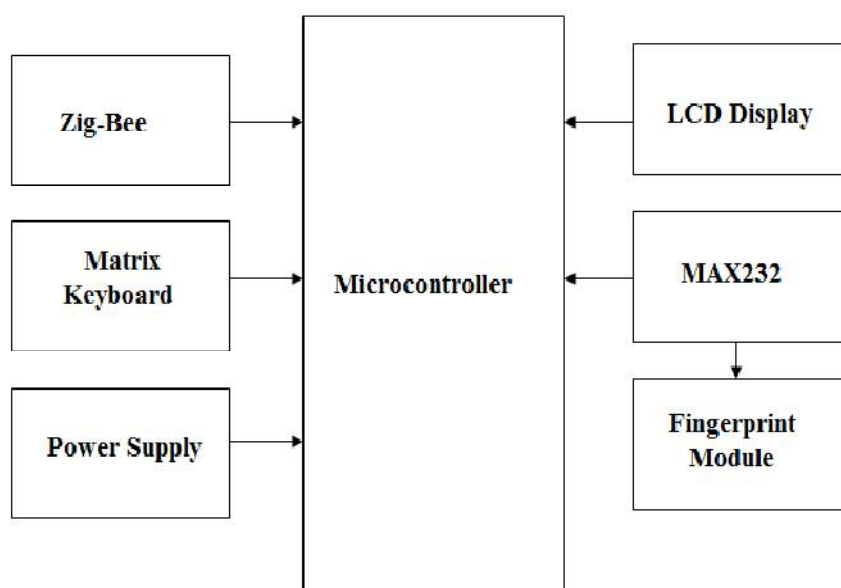 Zig-Bee
Matrix
Keyboard
Power Supply
Microcontroller
LCD Display
MAX232
Fingerprint
Module